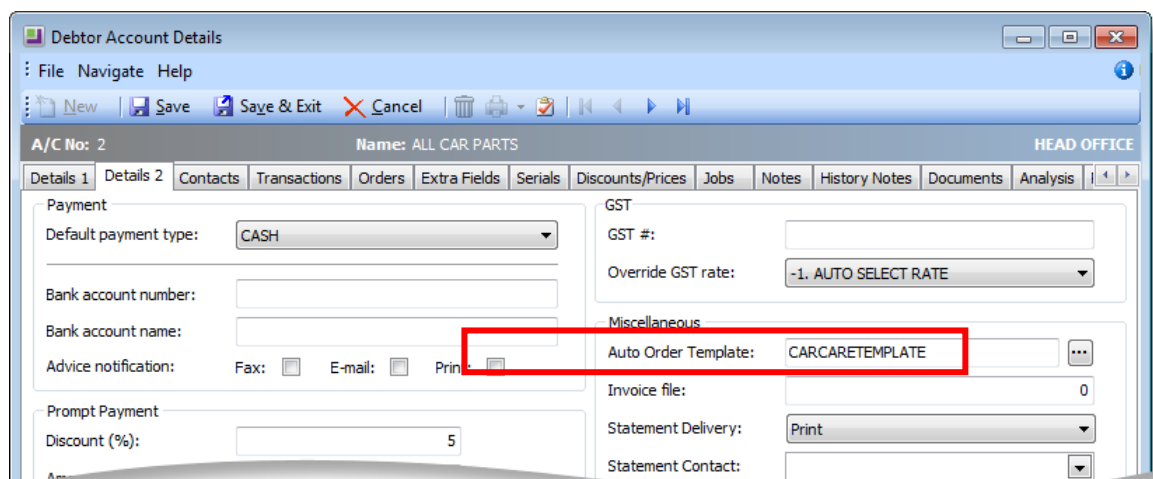 Debtor Account Details
File Navigate Help
New Save Save & Exit Cancel
A/C No: 2 Name: ALL CAR PARTS HEAD OFFICE
Details 1 Details 2 Contacts Transactions Orders Extra Fields Serials Discounts/Prices Jobs Notes History Notes Documents Analysis
Payment
Default payment type: CASH
Bank account number:
Bank account name:
Advice notification: Fax: E-mail: Print:
Prompt Payment
Discount (%): 5
GST
GST #:
Override GST rate: -1. AUTO SELECT RATE
Miscellaneous
Auto Order Template: CARCARETEMPLATE ...
Invoice file: 0
Statement Delivery: Print
Statement Contact: